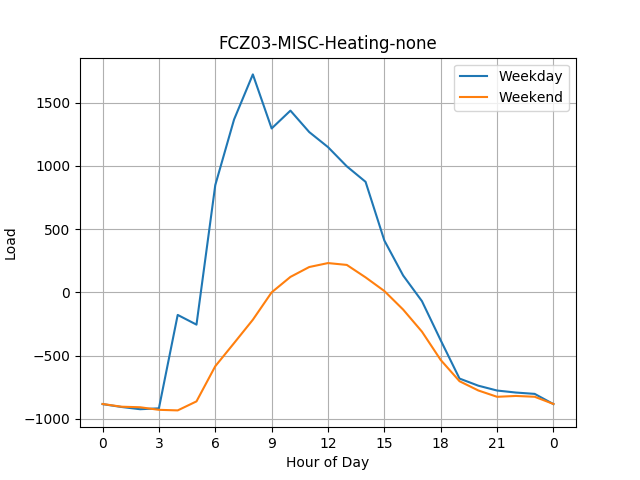 FCZ03-MISC-Heating-none
Weekday
Weekend
1500
1000
500
0
−500
−1000
Load
0 3 6 9 12 15 18 21 0
Hour of Day